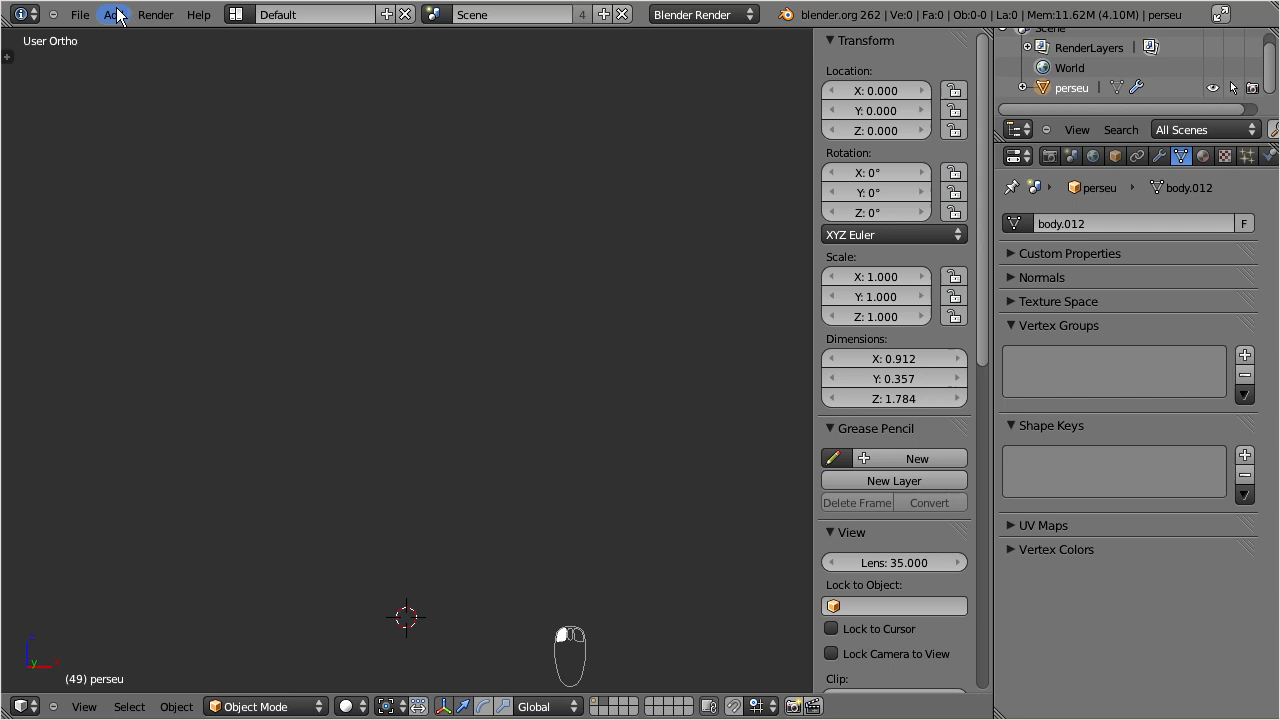 File Add Render Help Default Scene 4 Blender Render blender.org 262 | Ve:0 | Fa:0 | Ob:0-0 | La:0 | Mem:11.62M (4.10M) | perseu
User Ortho
Transform
Location:
X: 0.000
Y: 0.000
Z: 0.000
Rotation:
X: 0°
Y: 0°
Z: 0°
XYZ Euler
Scale:
X: 1.000
Y: 1.000
Z: 1.000
Dimensions:
X: 0.912
Y: 0.357
Z: 1.784
Grease Pencil
New
New Layer
Delete Frame Convert
View
Lens: 35.000
Lock to Object:
Lock to Cursor
Lock Camera to View
Clip:
Scene
RenderLayers
World
perseu
View Search All Scenes
perseu body.012
body.012 F
Custom Properties
Normals
Texture Space
Vertex Groups
Shape Keys
UV Maps
Vertex Colors
z
y x
(49) perseu
View Select Object Object Mode Global